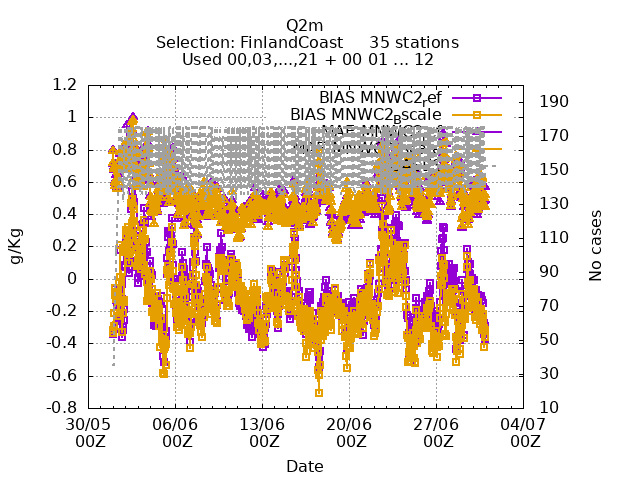 Q2m
Selection: FinlandCoast 35 stations
Used 00,03,...,21 + 00 01 ... 12
BIAS MNWC2_ref
BIAS MNWC2_Bscale
MAE MNWC2
1.2
1
0.8
0.6
0.4
0.2
0
-0.2
-0.4
-0.6
-0.8
g/Kg
190
170
150
130
110
90
70
50
30
10
No cases
30/05 06/06 13/06 20/06 27/06 04/07
00Z 00Z 00Z 00Z 00Z 00Z
Date